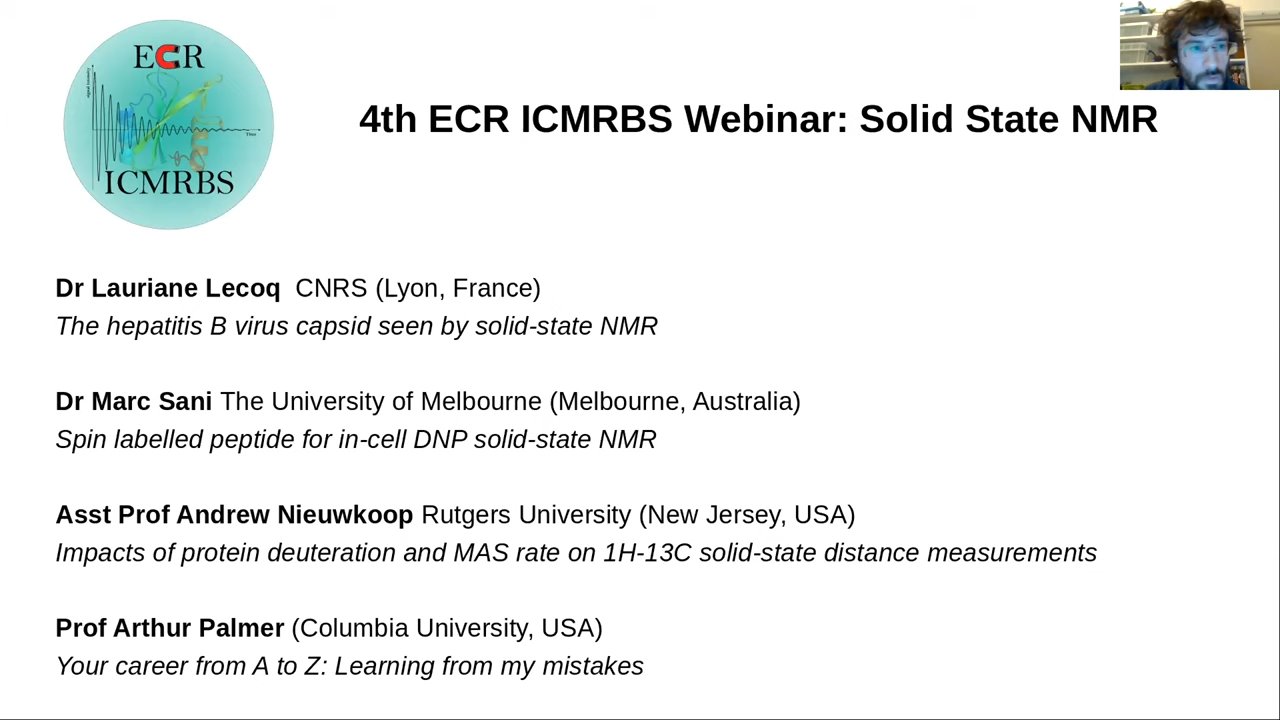 ECR
signal intensity
Time
ICMRBS
4th ECR ICMRBS Webinar: Solid State NMR
Dr Lauriane Lecoq CNRS (Lyon, France)
The hepatitis B virus capsid seen by solid-state NMR
Dr Marc Sani The University of Melbourne (Melbourne, Australia)
Spin labelled peptide for in-cell DNP solid-state NMR
Asst Prof Andrew Nieuwkoop Rutgers University (New Jersey, USA)
Impacts of protein deuteration and MAS rate on 1H-13C solid-state distance measurements
Prof Arthur Palmer (Columbia University, USA)
Your career from A to Z: Learning from my mistakes